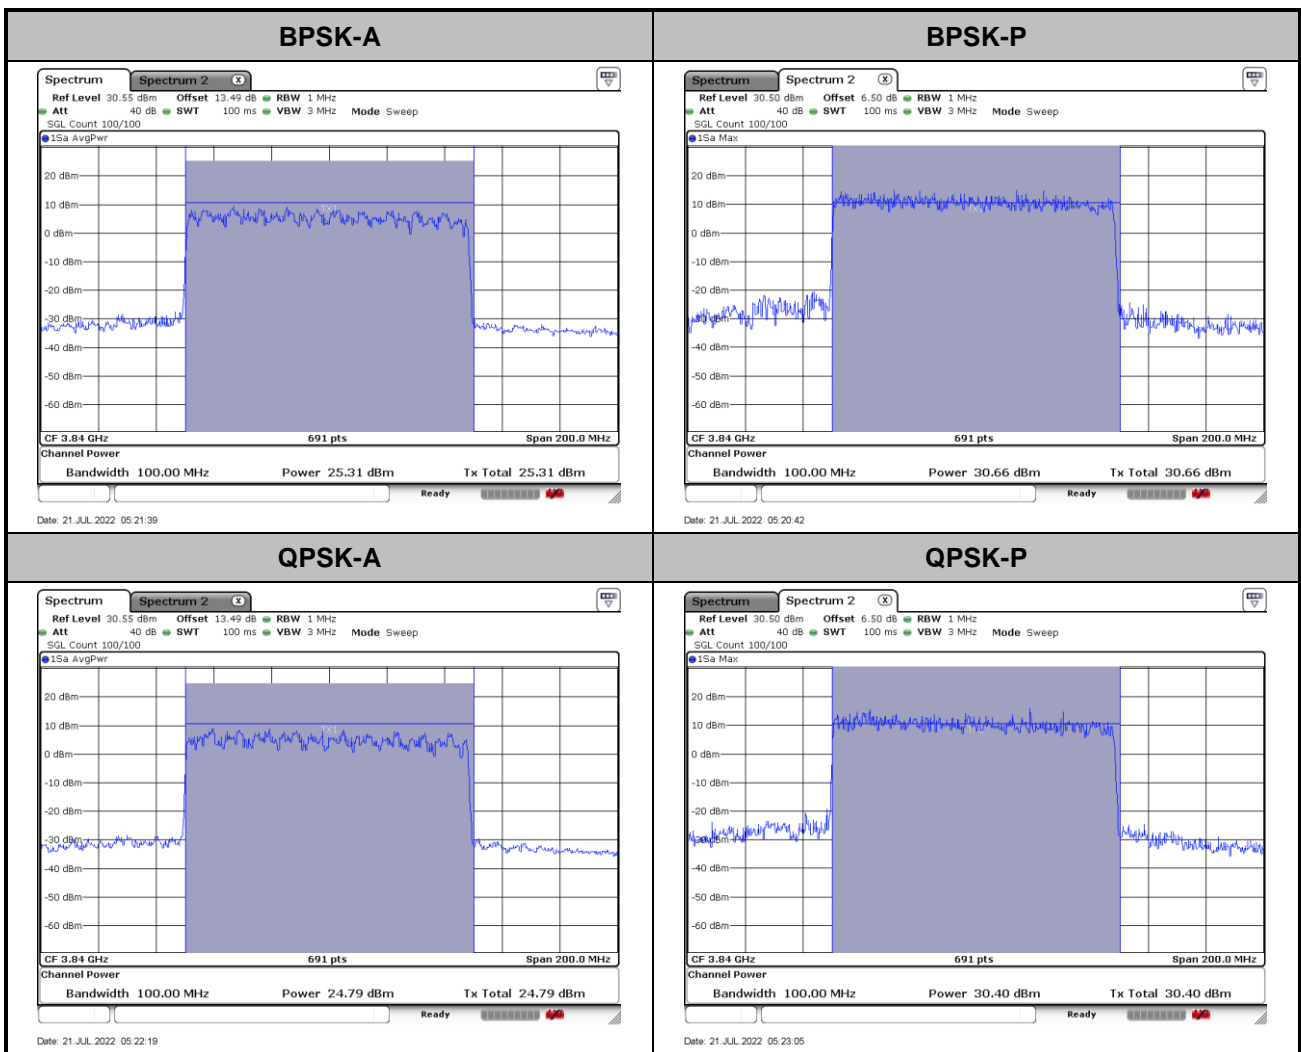 BPSK-A
BPSK-P
Spectrum Spectrum 2 X
Ref Level 30.55 dBm Offset 13.49 dB RBW 1 MHz
Att 40 dB SWT 100 ms VBW 3 MHz Mode Sweep
SGL Count 100/100
1Sa AvgPwr
20 dBm
10 dBm
0 dBm
-10 dBm
-20 dBm
-30 dBm
-40 dBm
-50 dBm
-60 dBm
CF 3.84 GHz 691 pts Span 200.0 MHz
Channel Power
Bandwidth 100.00 MHz Power 25.31 dBm Tx Total 25.31 dBm
Ready
Date: 21.JUL.2022 05:21:39
Spectrum Spectrum 2 X
Ref Level 30.50 dBm Offset 6.50 dB RBW 1 MHz
Att 40 dB SWT 100 ms VBW 3 MHz Mode Sweep
SGL Count 100/100
1Sa Max
20 dBm
10 dBm
0 dBm
-10 dBm
-20 dBm
-30 dBm
-40 dBm
-50 dBm
-60 dBm
CF 3.84 GHz 691 pts Span 200.0 MHz
Channel Power
Bandwidth 100.00 MHz Power 30.66 dBm Tx Total 30.66 dBm
Ready
Date: 21.JUL.2022 05:20:42
QPSK-A
QPSK-P
Spectrum Spectrum 2 X
Ref Level 30.55 dBm Offset 13.49 dB RBW 1 MHz
Att 40 dB SWT 100 ms VBW 3 MHz Mode Sweep
SGL Count 100/100
1Sa AvgPwr
20 dBm
10 dBm
0 dBm
-10 dBm
-20 dBm
-30 dBm
-40 dBm
-50 dBm
-60 dBm
CF 3.84 GHz 691 pts Span 200.0 MHz
Channel Power
Bandwidth 100.00 MHz Power 24.79 dBm Tx Total 24.79 dBm
Ready
Date: 21.JUL.2022 05:22:19
Spectrum Spectrum 2 X
Ref Level 30.50 dBm Offset 6.50 dB RBW 1 MHz
Att 40 dB SWT 100 ms VBW 3 MHz Mode Sweep
SGL Count 100/100
1Sa Max
20 dBm
10 dBm
0 dBm
-10 dBm
-20 dBm
-30 dBm
-40 dBm
-50 dBm
-60 dBm
CF 3.84 GHz 691 pts Span 200.0 MHz
Channel Power
Bandwidth 100.00 MHz Power 30.40 dBm Tx Total 30.40 dBm
Ready
Date: 21.JUL.2022 05:23:05